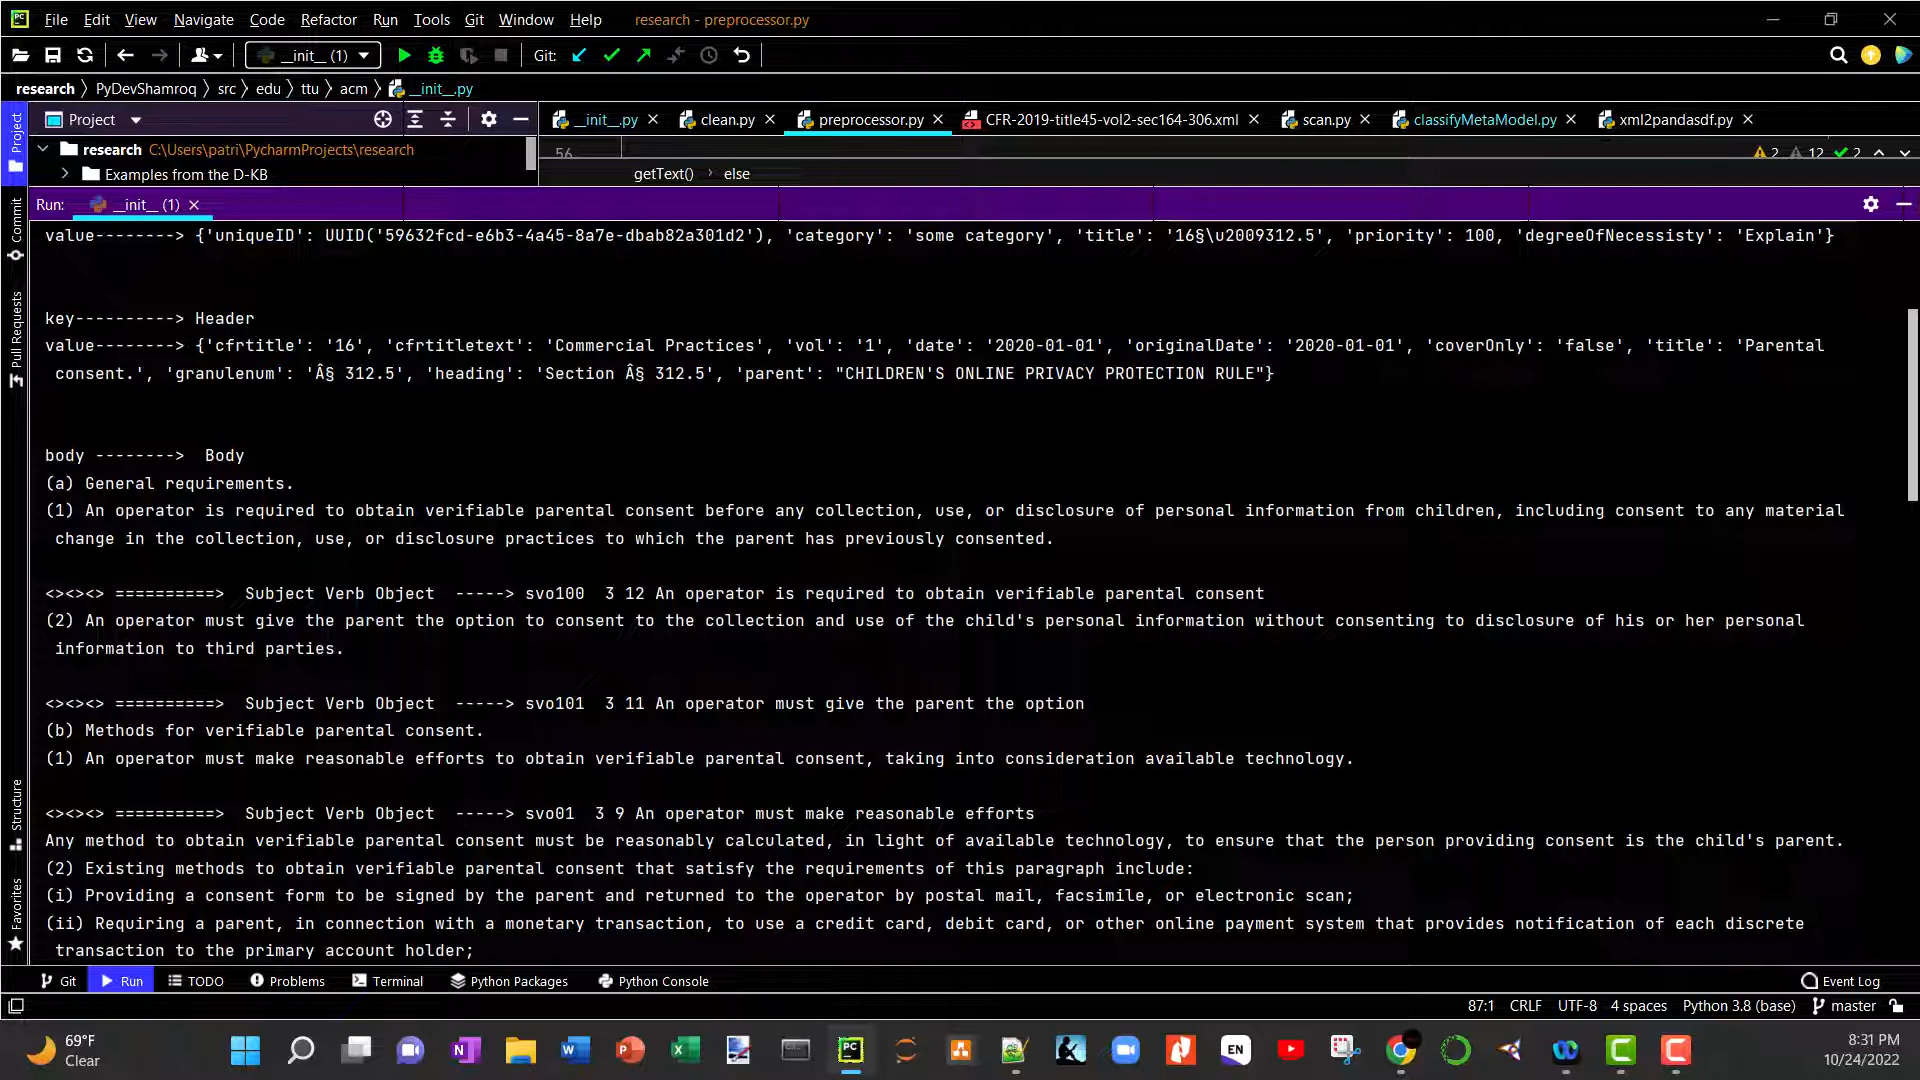 File Edit View Navigate Code Refactor Run Tools Git Window Help research - preprocessor.py
__init__ (1) Git:
research PyDevShamroq src edu ttu acm __init__.py
Project __init__.py clean.py preprocessor.py CFR-2019-title45-vol2-sec164-306.xml scan.py classifyMetaModel.py xml2pandasdf.py
research C:\Users\patri\PycharmProjects\research 56 2 12 2
Examples from the D-KB getText() else
Run: __init__ (1)
value--------> {'uniqueID': UUID('59632fcd-e6b3-4a45-8a7e-dbab82a301d2'), 'category': 'some category', 'title': '16§\u2009312.5', 'priority': 100, 'degreeOfNecessisty': 'Explain'}
key----------> Header
value--------> {'cfrtitle': '16', 'cfrtitletext': 'Commercial Practices', 'vol': '1', 'date': '2020-01-01', 'originalDate': '2020-01-01', 'coverOnly': 'false', 'title': 'Parental
consent.', 'granulenum': 'Â§ 312.5', 'heading': 'Section Â§ 312.5', 'parent': "CHILDREN'S ONLINE PRIVACY PROTECTION RULE"}
body -------->  Body
(a) General requirements.
(1) An operator is required to obtain verifiable parental consent before any collection, use, or disclosure of personal information from children, including consent to any material
change in the collection, use, or disclosure practices to which the parent has previously consented.
<><><> ==========>  Subject Verb Object  -----> svo100  3 12 An operator is required to obtain verifiable parental consent
(2) An operator must give the parent the option to consent to the collection and use of the child's personal information without consenting to disclosure of his or her personal
information to third parties.
<><><> ==========>  Subject Verb Object  -----> svo101  3 11 An operator must give the parent the option
(b) Methods for verifiable parental consent.
(1) An operator must make reasonable efforts to obtain verifiable parental consent, taking into consideration available technology.
<><><> ==========>  Subject Verb Object  -----> svo01  3 9 An operator must make reasonable efforts
Any method to obtain verifiable parental consent must be reasonably calculated, in light of available technology, to ensure that the person providing consent is the child's parent.
(2) Existing methods to obtain verifiable parental consent that satisfy the requirements of this paragraph include:
(i) Providing a consent form to be signed by the parent and returned to the operator by postal mail, facsimile, or electronic scan;
(ii) Requiring a parent, in connection with a monetary transaction, to use a credit card, debit card, or other online payment system that provides notification of each discrete
transaction to the primary account holder;
Project
Commit
Pull Requests
Structure
Favorites
Git Run TODO Problems Terminal Python Packages Python Console Event Log
87:1 CRLF UTF-8 4 spaces Python 3.8 (base) master
69°F
Clear
EN
8:31 PM
10/24/2022